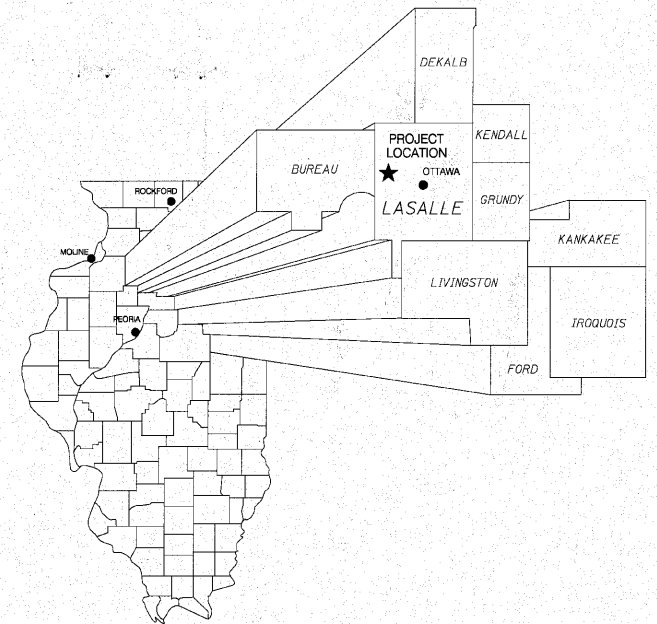 DEKALB
PROJECT
LOCATION
KENDALL
BUREAU
OTTAWA
LASALLE
GRUNDY
ROCKFORD
KANKAKEE
MOLINE
LIVINGSTON
PEORIA
IROQUOIS
FORD